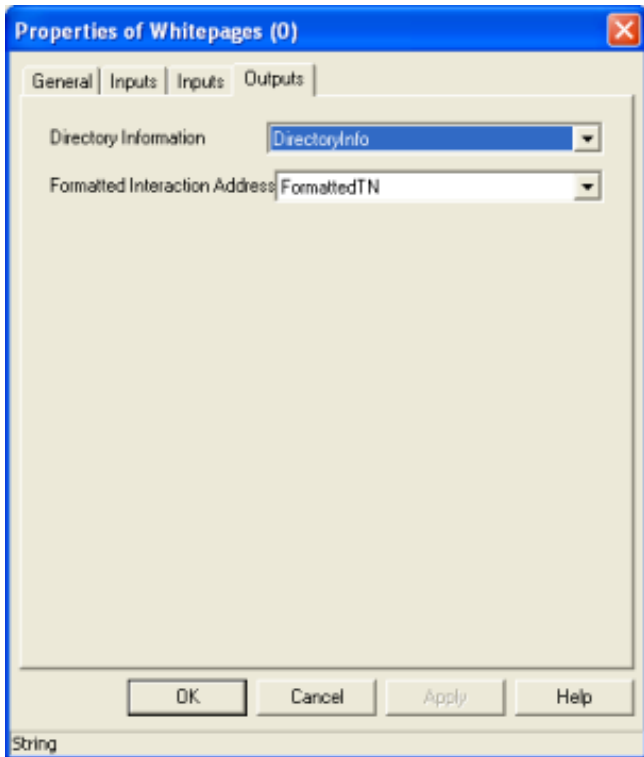 Properties of Whitepages (0)
General Inputs Inputs Outputs
Directory Information DirectoryInfo
Formatted Interaction Address FormattedTN
OK Cancel Apply Help
String